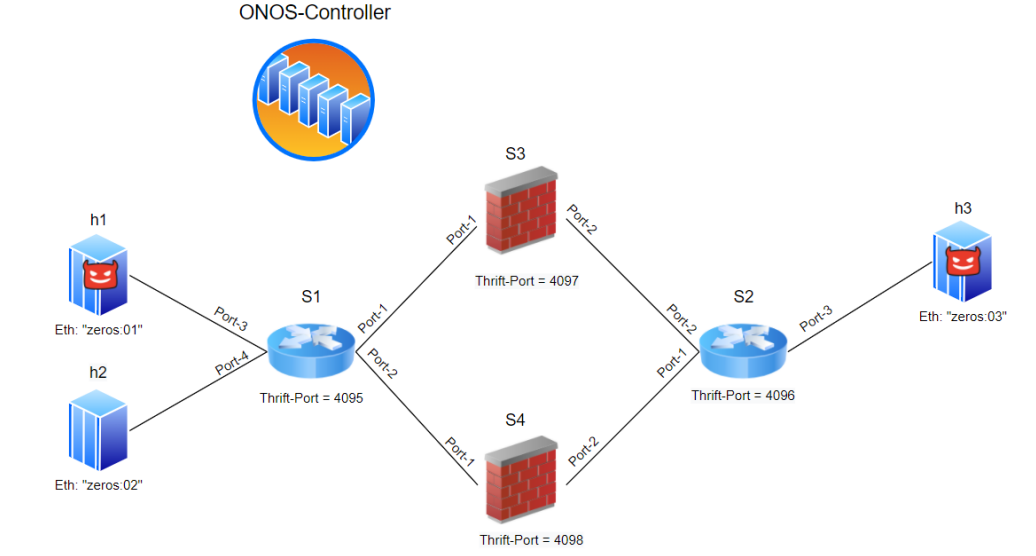 ONOS-Controller
S3
Port-1
Port-2
Thrift-Port = 4097
h1
Eth: "zeros:01"
h3
Eth: "zeros:03"
S1
Port-3
Port-4
Port-1
Port-2
Thrift-Port = 4095
S2
Port-2
Port-1
Port-3
Thrift-Port = 4096
h2
Eth: "zeros:02"
S4
Port-1
Port-2
Thrift-Port = 4098